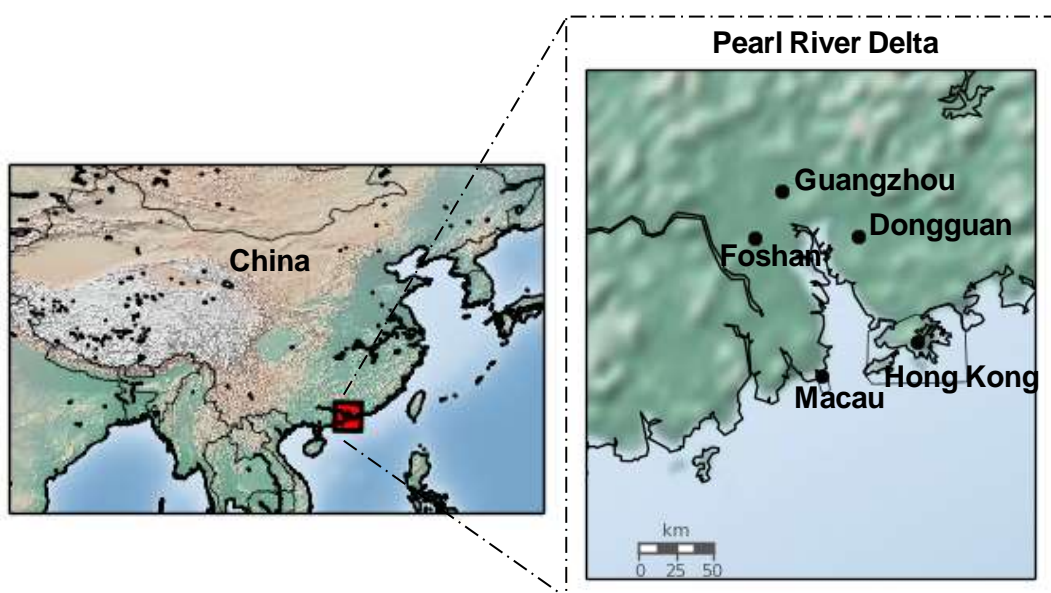 Pearl River Delta
China
Guangzhou
Dongguan
Foshan
Hong Kong
Macau
km
0 25 50